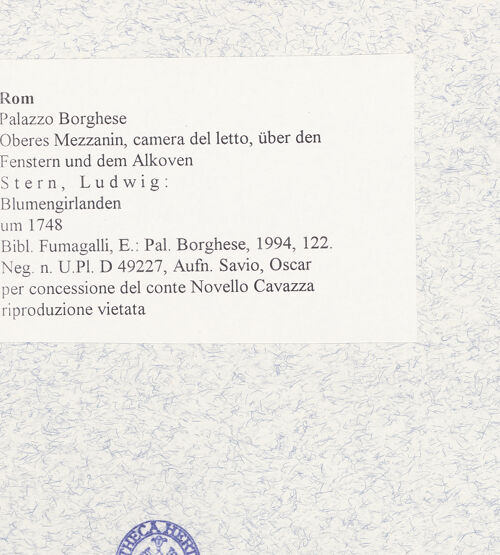 Rom
Palazzo Borghese
Oberes Mezzanin, camera del letto, über den
Fenstern und dem Alkoven
Stern, Ludwig:
Blumengirlanden
um 1748
Bibl. Fumagalli, E.: Pal. Borghese, 1994, 122.
Neg. n. U.Pl. D 49227, Aufn. Savio, Oscar
per concessione del conte Novello Cavazza
riproduzione vietata
THECA HERT